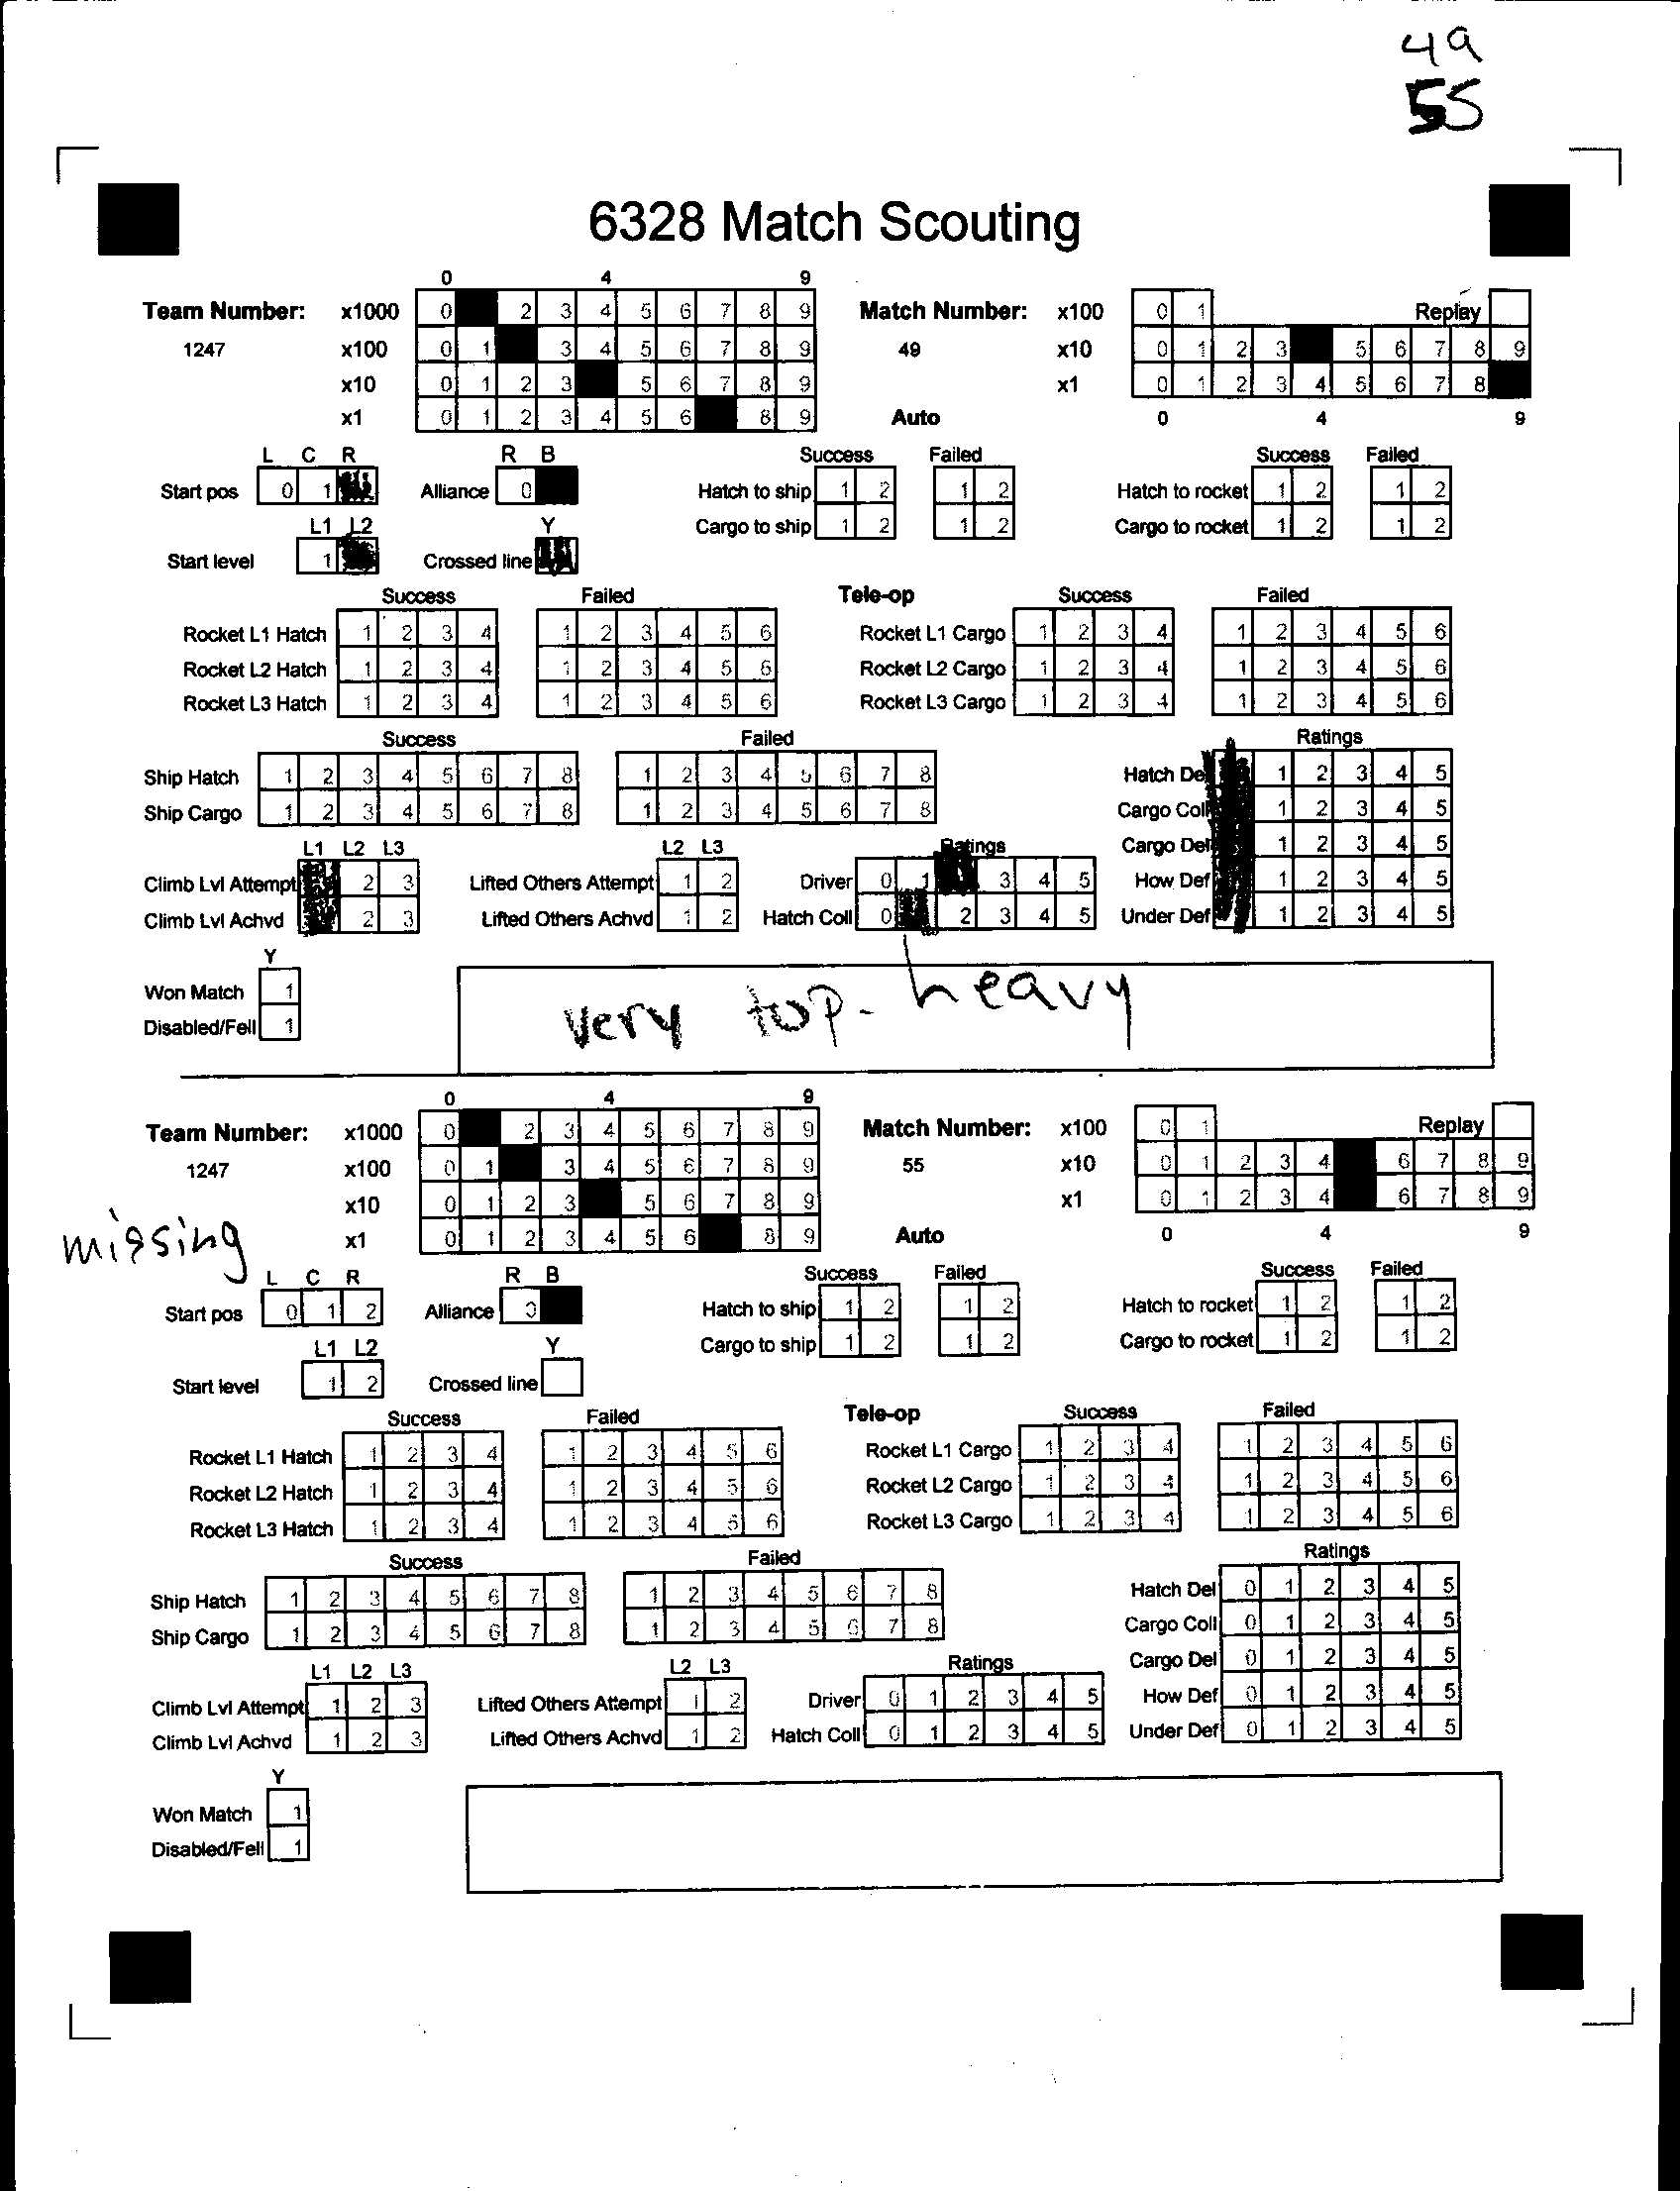 49
55
6328 Match Scouting
0 4 9
Team Number: x1000 0 2 3 4 5 6 7 8 9 Match Number: x100 0 1 Replay
1247 x100 0 1 3 4 5 6 7 8 9 49 x10 0 1 2 3 5 6 7 8 9
x10 0 1 2 3 5 6 7 8 9 x1 0 1 2 3 4 5 6 7 8
x1 0 1 2 3 4 5 6 8 9 Auto 0 4 9
L C R R B Success Failed Success Failed
Start pos 0 1 Alliance 0 Hatch to ship 1 2 1 2 Hatch to rocket 1 2 1 2
L1 L2 Y Cargo to ship 1 2 1 2 Cargo to rocket 1 2 1 2
Start level 1 Crossed line
Success Failed Tele-op Success Failed
Rocket L1 Hatch 1 2 3 4 1 2 3 4 5 6 Rocket L1 Cargo 1 2 3 4 1 2 3 4 5 6
Rocket L2 Hatch 1 2 3 4 1 2 3 4 5 6 Rocket L2 Cargo 1 2 3 4 1 2 3 4 5 6
Rocket L3 Hatch 1 2 3 4 1 2 3 4 5 6 Rocket L3 Cargo 1 2 3 4 1 2 3 4 5 6
Success Failed Ratings
Ship Hatch 1 2 3 4 5 6 7 8 1 2 3 4 5 6 7 8 Hatch De 1 2 3 4 5
Ship Cargo 1 2 3 4 5 6 7 8 1 2 3 4 5 6 7 8 Cargo Coll 1 2 3 4 5
L1 L2 L3 L2 L3 Ratings Cargo Del 1 2 3 4 5
Climb Lvl Attempt 2 3 Lifted Others Attempt 1 2 Driver 0 1 3 4 5 How Def 1 2 3 4 5
Climb Lvl Achvd 2 3 Lifted Others Achvd 1 2 Hatch Coll 0 2 3 4 5 Under Def 1 2 3 4 5
Y
Won Match 1
Disabled/Fell 1
very top-heavy
0 4 9
Team Number: x1000 0 2 3 4 5 6 7 8 9 Match Number: x100 0 1 Replay
1247 x100 0 1 3 4 5 6 7 8 9 55 x10 0 1 2 3 4 6 7 8 9
x10 0 1 2 3 5 6 7 8 9 x1 0 1 2 3 4 6 7 8 9
missing x1 0 1 2 3 4 5 6 8 9 Auto 0 4 9
L C R R B Success Failed Success Failed
Start pos 0 1 2 Alliance 0 Hatch to ship 1 2 1 2 Hatch to rocket 1 2 1 2
L1 L2 Y Cargo to ship 1 2 1 2 Cargo to rocket 1 2 1 2
Start level 1 2 Crossed line
Success Failed Tele-op Success Failed
Rocket L1 Hatch 1 2 3 4 1 2 3 4 5 6 Rocket L1 Cargo 1 2 3 4 1 2 3 4 5 6
Rocket L2 Hatch 1 2 3 4 1 2 3 4 5 6 Rocket L2 Cargo 1 2 3 4 1 2 3 4 5 6
Rocket L3 Hatch 1 2 3 4 1 2 3 4 5 6 Rocket L3 Cargo 1 2 3 4 1 2 3 4 5 6
Success Failed Ratings
Ship Hatch 1 2 3 4 5 6 7 8 1 2 3 4 5 6 7 8 Hatch Del 0 1 2 3 4 5
Ship Cargo 1 2 3 4 5 6 7 8 1 2 3 4 5 6 7 8 Cargo Coll 0 1 2 3 4 5
L1 L2 L3 L2 L3 Ratings Cargo Del 0 1 2 3 4 5
Climb Lvl Attempt 1 2 3 Lifted Others Attempt 1 2 Driver 0 1 2 3 4 5 How Def 0 1 2 3 4 5
Climb Lvl Achvd 1 2 3 Lifted Others Achvd 1 2 Hatch Coll 0 1 2 3 4 5 Under Def 0 1 2 3 4 5
Y
Won Match 1
Disabled/Fell 1